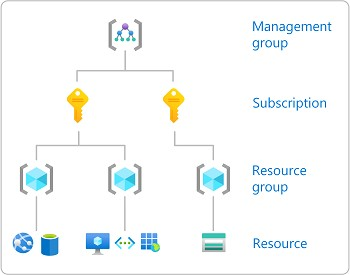 Management
group
Subscription
Resource
group
Resource